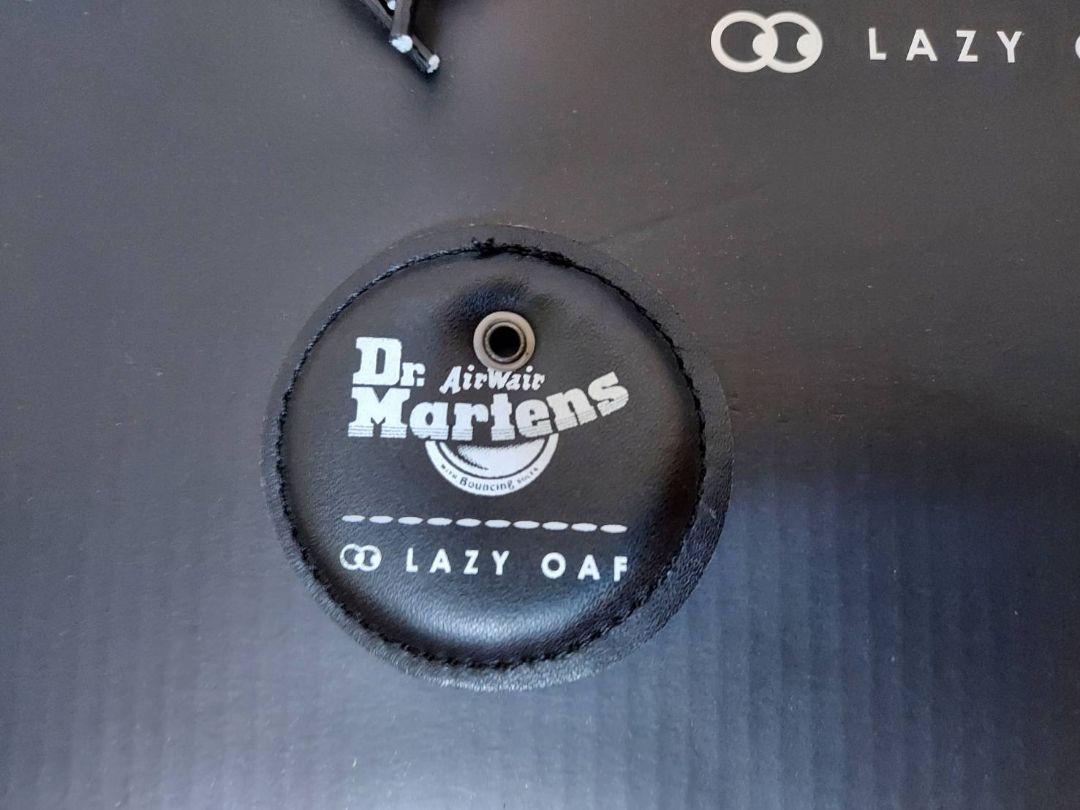 LAZY
Dr. AirWair
Martens
WITH Bouncing SOLES
LAZY OAF